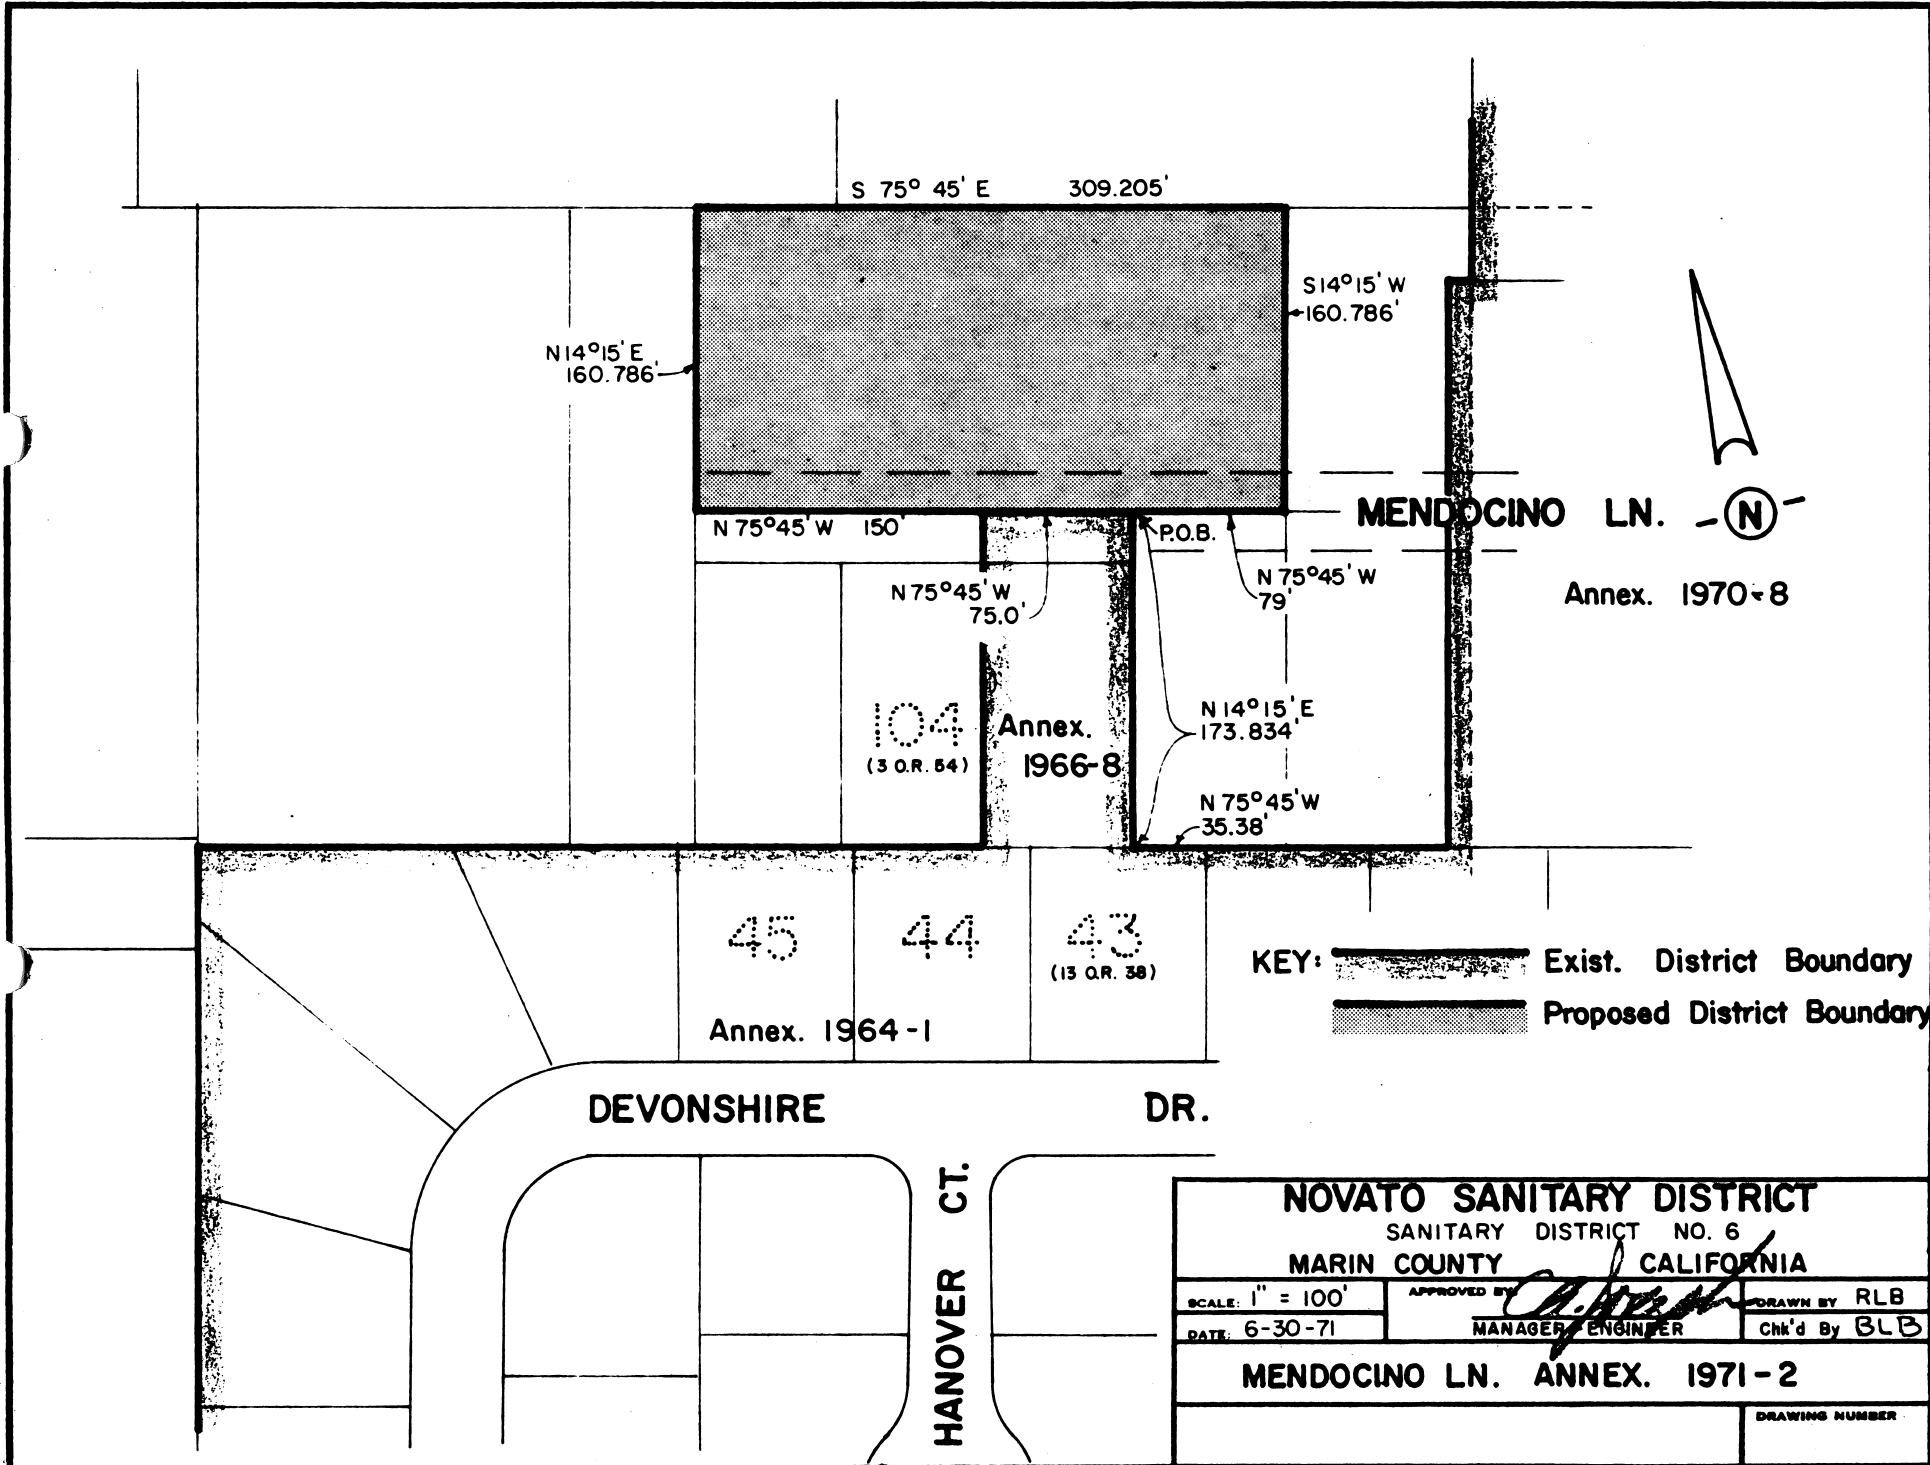 S 75° 45' E 309.205'
S 14° 15' W
160.786'
N 14° 15' E
160.786'
N 75° 45' W 150'
P.O.B.
MENDOCINO LN.
N
N 75° 45' W
75.0'
N 75° 45' W
79'
Annex. 1970-8
104
(3 O.R. 54)
Annex.
1966-8
N 14° 15' E
173.834'
N 75° 45' W
35.38'
45
44
43
(13 O.R. 38)
KEY:
Exist. District Boundary
Proposed District Boundary
Annex. 1964-1
DEVONSHIRE DR.
HANOVER CT.
NOVATO SANITARY DISTRICT
SANITARY DISTRICT NO. 6
MARIN COUNTY CALIFORNIA
SCALE: 1" = 100'
APPROVED BY
DRAWN BY RLB
DATE: 6-30-71
MANAGER ENGINEER
Chk'd By BLB
MENDOCINO LN. ANNEX. 1971-2
DRAWING NUMBER